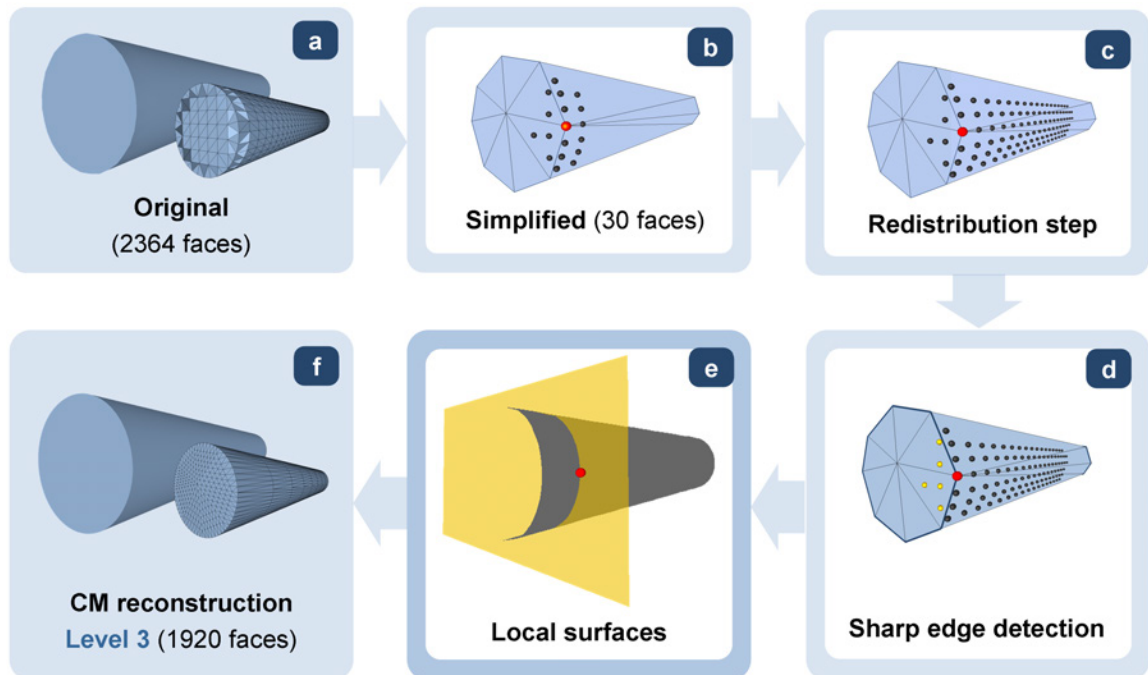 a
Original
(2364 faces)
b
Simplified (30 faces)
c
Redistribution step
f
CM reconstruction
Level 3 (1920 faces)
e
Local surfaces
d
Sharp edge detection